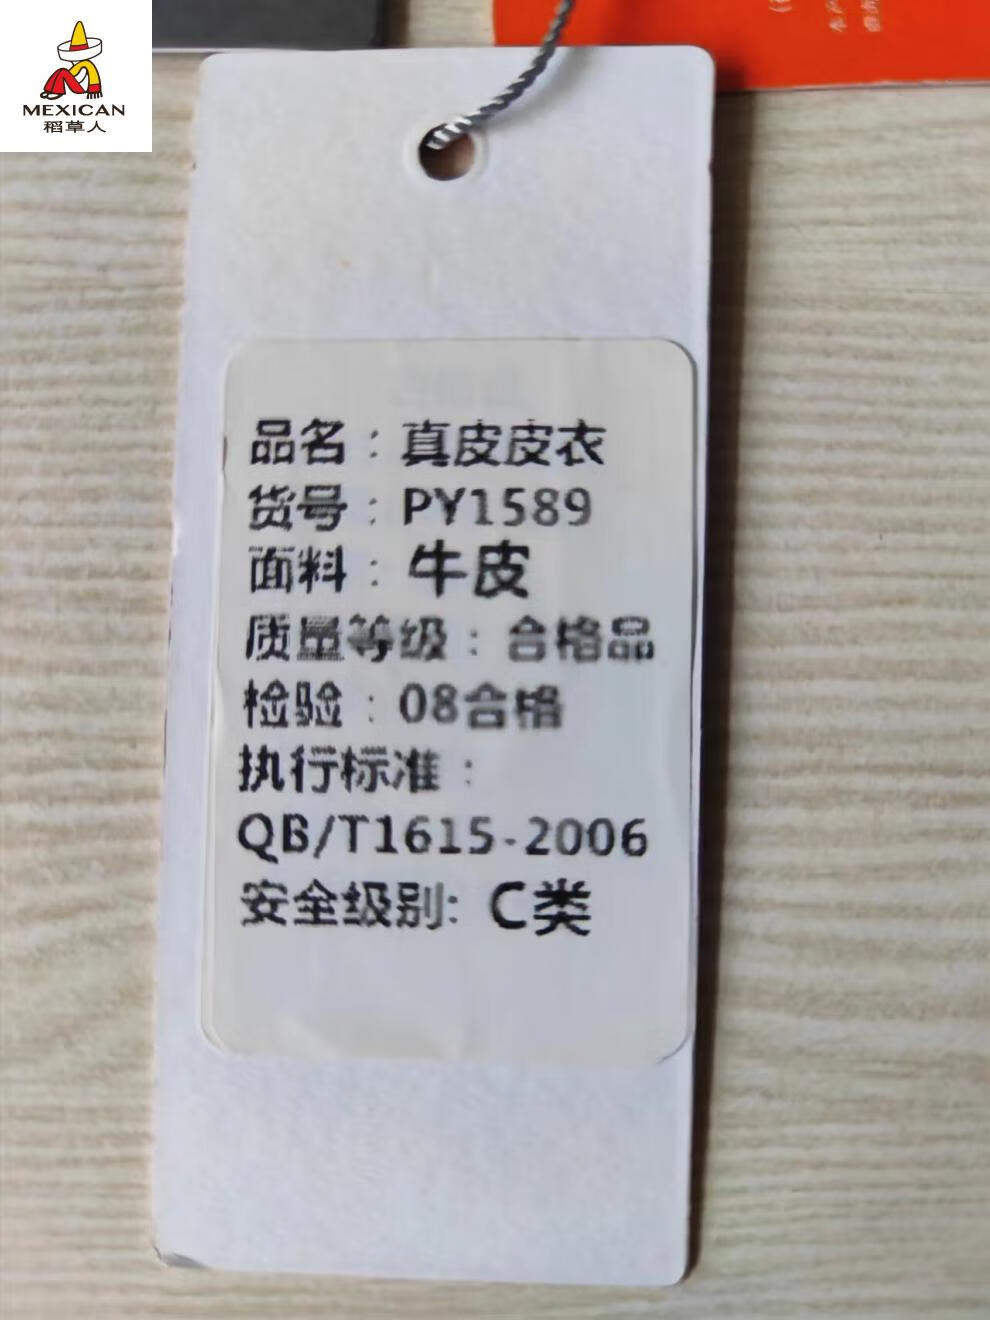 MEXICAN
稻草人
品名：真皮皮衣
货号：PY1589
面料：牛皮
质量等级：合格品
检验：08合格
执行标准：
QB/T1615-2006
安全级别: C类